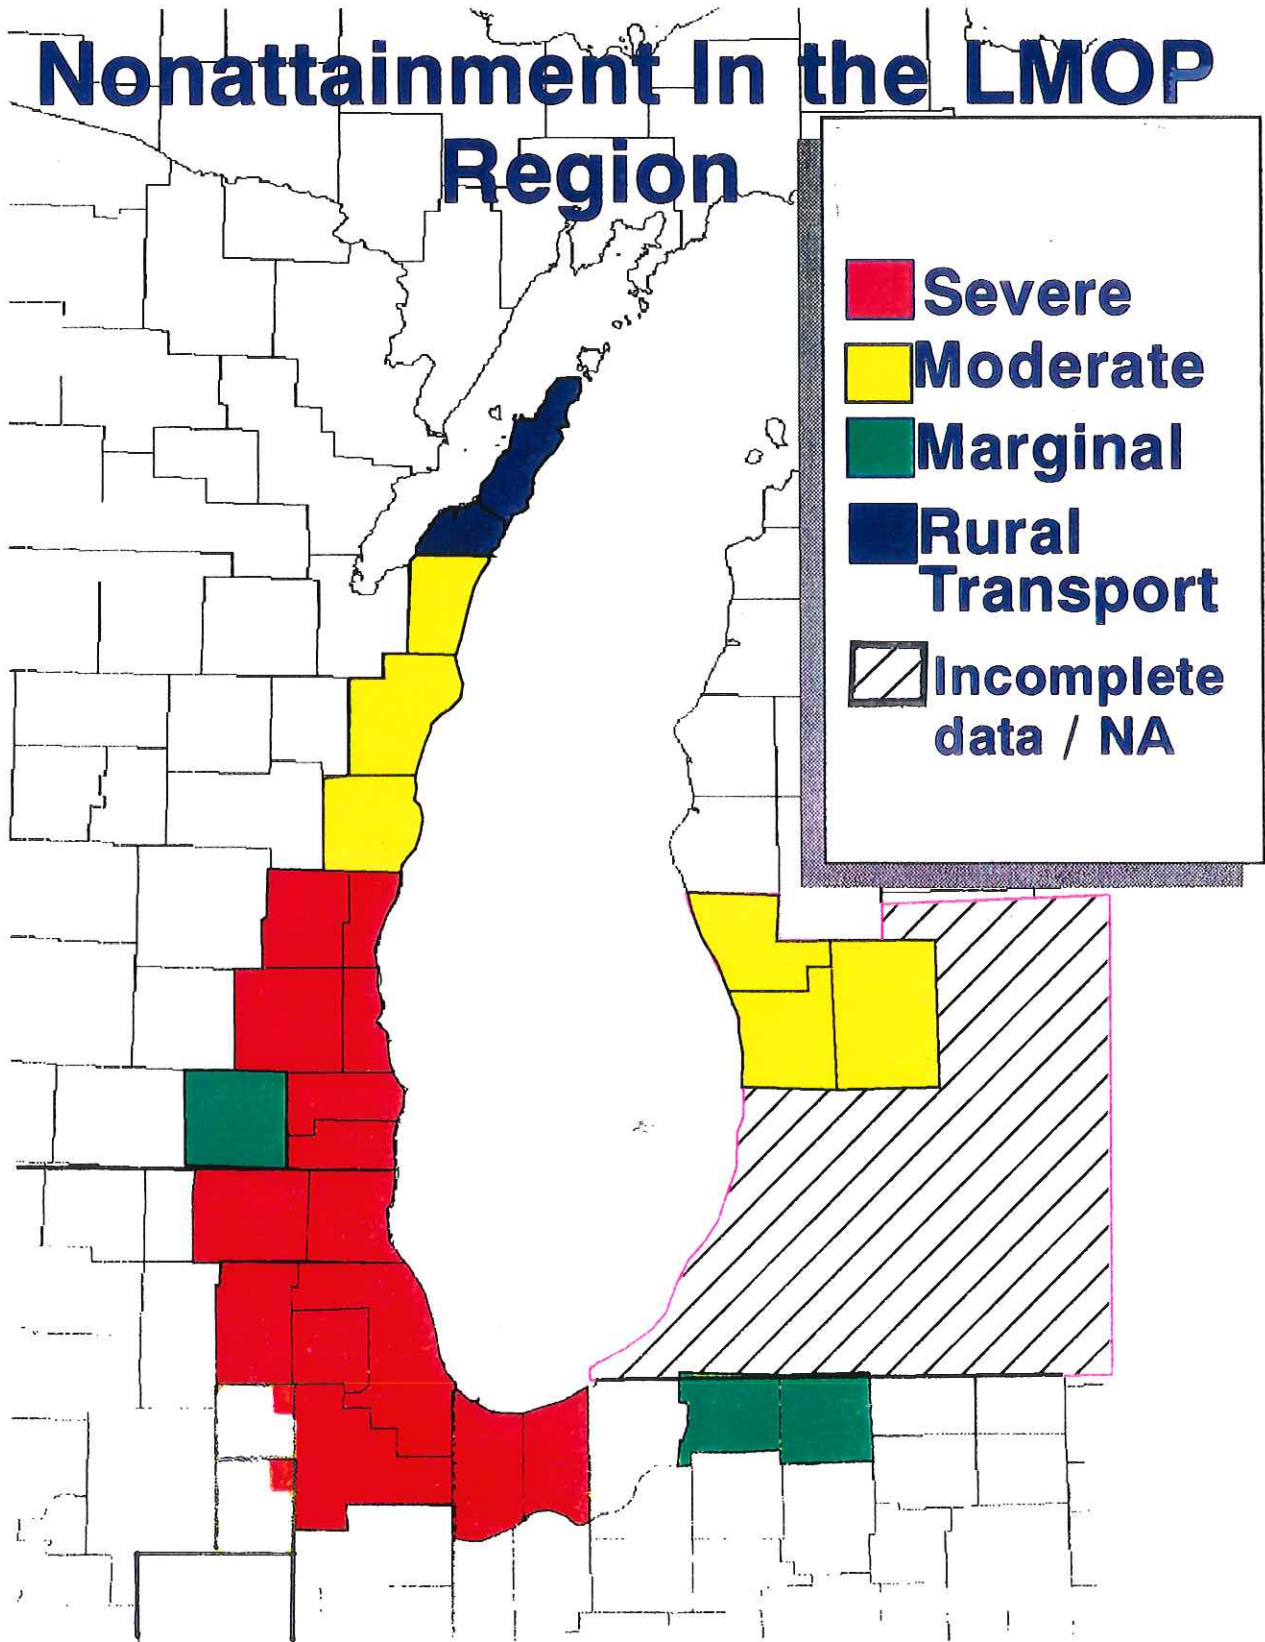 Nonattainment In the LMOP
Region
Severe
Moderate
Marginal
Rural
Transport
Incomplete
data / NA